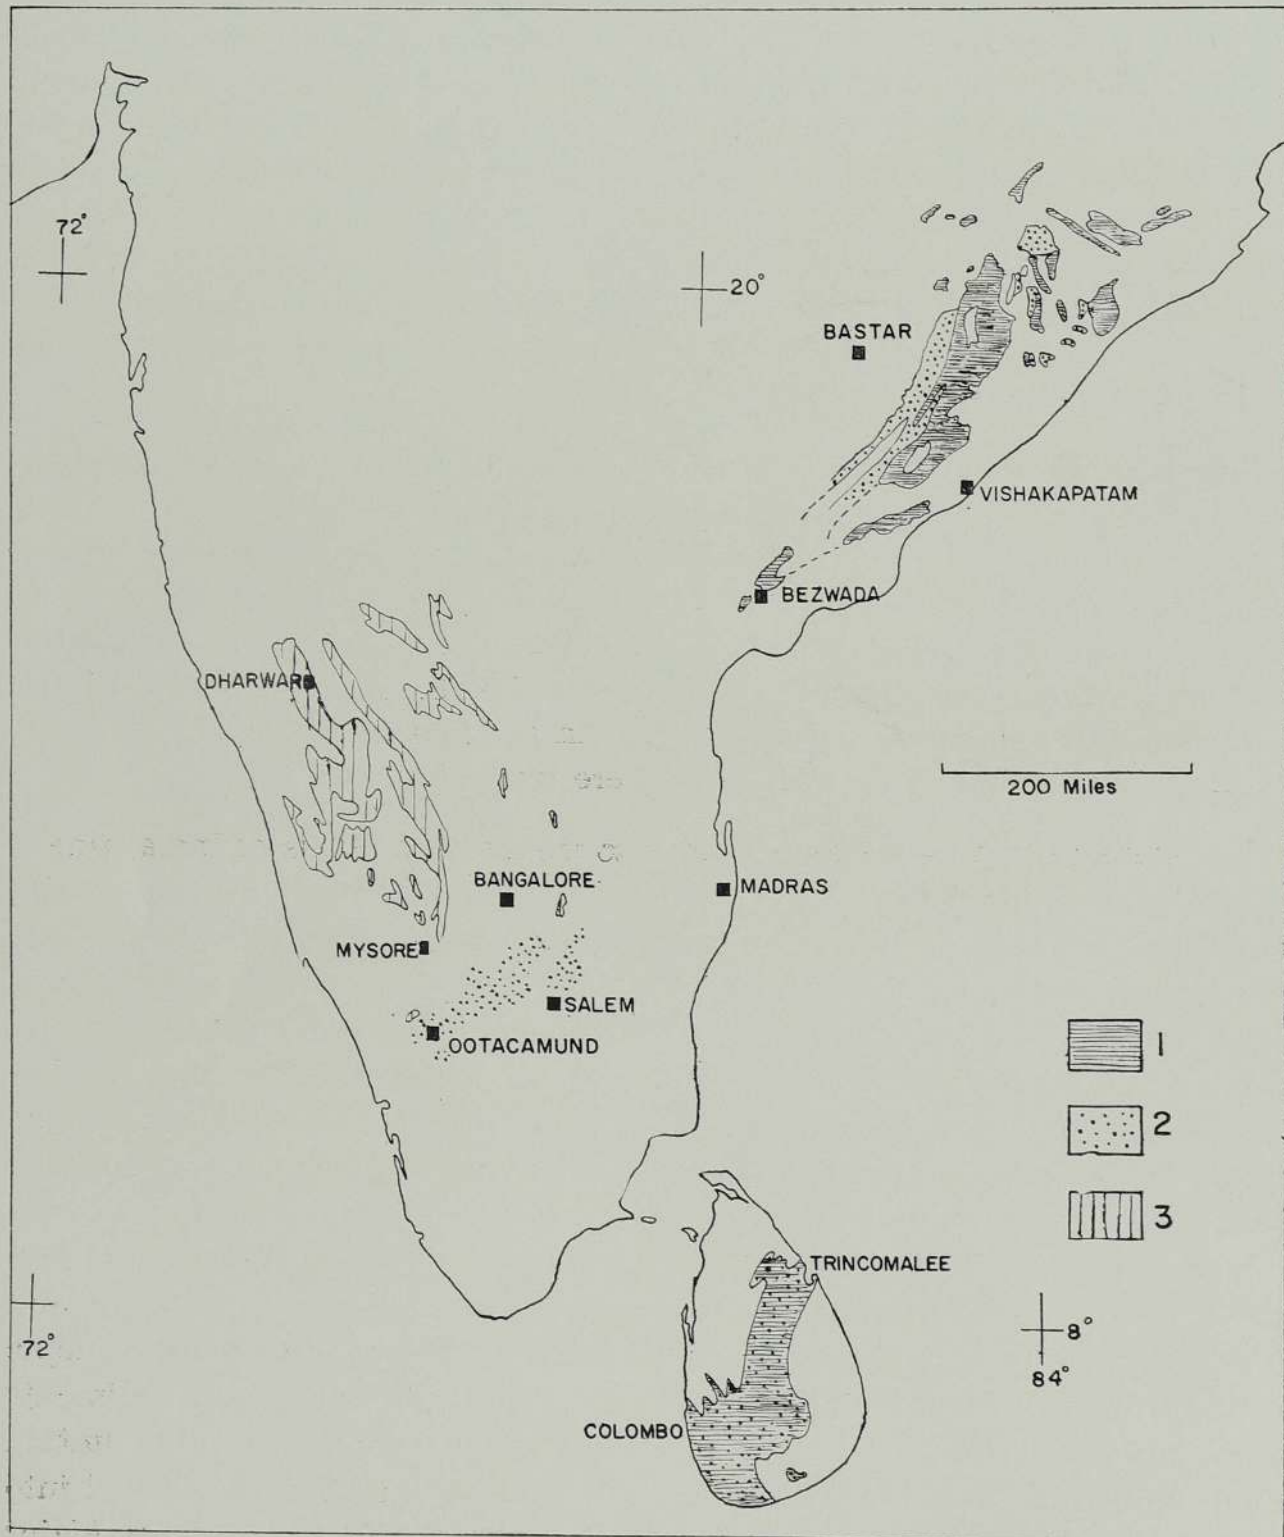 72°
20°
BASTAR
VISHAKAPATAM
BEZWADA
DHARWAR
200 Miles
BANGALORE
MADRAS
MYSORE
SALEM
OOTACAMUND
1
2
3
TRINCOMALEE
8°
72°
84°
COLOMBO